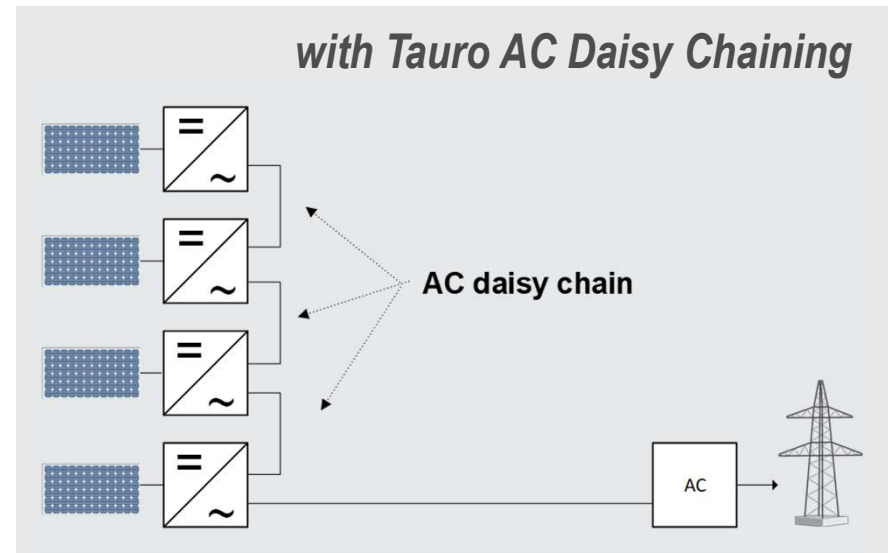 with Tauro AC Daisy Chaining
=
~
=
~
AC daisy chain
=
~
=
~
AC